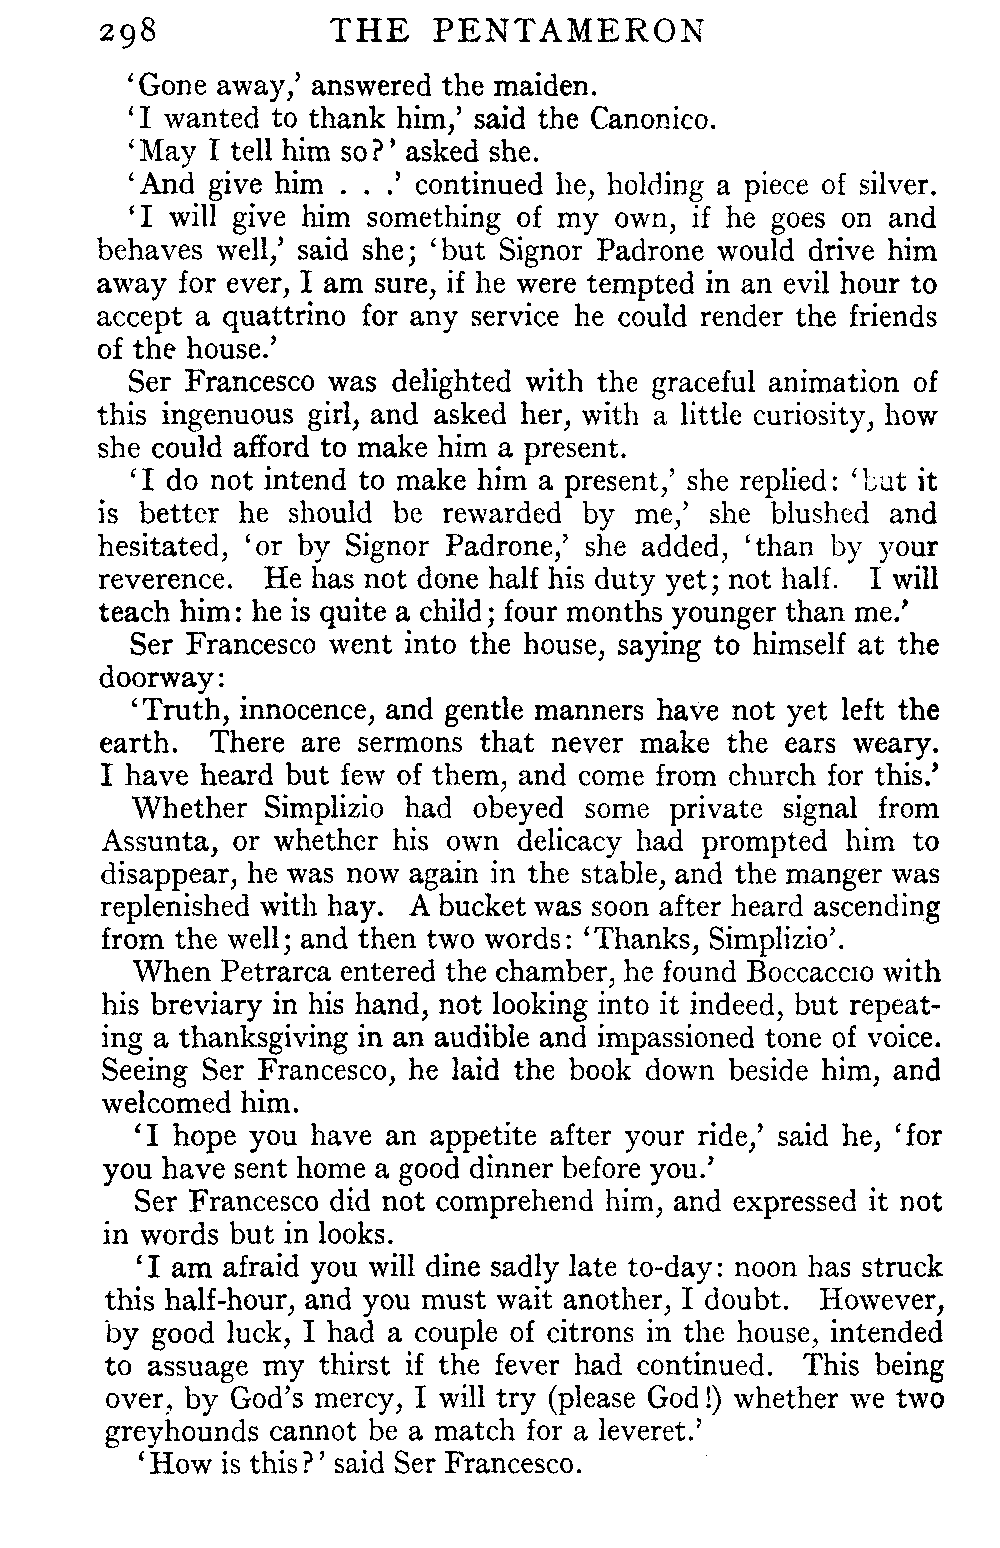 298 THE PENTAMERON
‘Gone away,’ answered the maiden.
‘I wanted to thank him,’ said the Canonico.
‘May I tell him so?’ asked she.
‘And give him . . .’ continued he, holding a piece of silver.
‘I will give him something of my own, if he goes on and
behaves well,’ said she; ‘but Signor Padrone would drive him
away for ever, I am sure, if he were tempted in an evil hour to
accept a quattrino for any service he could render the friends
of the house.’
Ser Francesco was delighted with the graceful animation of
this ingenuous girl, and asked her, with a little curiosity, how
she could afford to make him a present.
‘I do not intend to make him a present,’ she replied: ‘but it
is better he should be rewarded by me,’ she blushed and
hesitated, ‘or by Signor Padrone,’ she added, ‘than by your
reverence. He has not done half his duty yet; not half. I will
teach him: he is quite a child; four months younger than me.’
Ser Francesco went into the house, saying to himself at the
doorway:
‘Truth, innocence, and gentle manners have not yet left the
earth. There are sermons that never make the ears weary.
I have heard but few of them, and come from church for this.’
Whether Simplizio had obeyed some private signal from
Assunta, or whether his own delicacy had prompted him to
disappear, he was now again in the stable, and the manger was
replenished with hay. A bucket was soon after heard ascending
from the well; and then two words: ‘Thanks, Simplizio’.
When Petrarca entered the chamber, he found Boccaccio with
his breviary in his hand, not looking into it indeed, but repeat-
ing a thanksgiving in an audible and impassioned tone of voice.
Seeing Ser Francesco, he laid the book down beside him, and
welcomed him.
‘I hope you have an appetite after your ride,’ said he, ‘for
you have sent home a good dinner before you.’
Ser Francesco did not comprehend him, and expressed it not
in words but in looks.
‘I am afraid you will dine sadly late to-day: noon has struck
this half-hour, and you must wait another, I doubt. However,
by good luck, I had a couple of citrons in the house, intended
to assuage my thirst if the fever had continued. This being
over, by God’s mercy, I will try (please God!) whether we two
greyhounds cannot be a match for a leveret.’
‘How is this?’ said Ser Francesco.